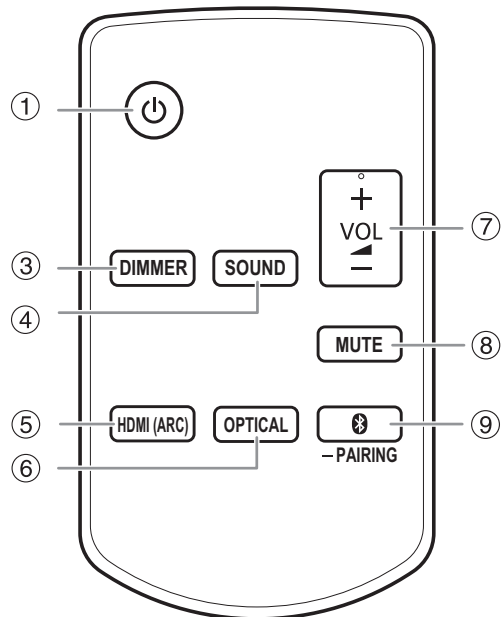 ①
+
VOL
−
⑦
③
DIMMER
SOUND
④
MUTE
⑧
⑤
HDMI (ARC)
OPTICAL
⑨
⑥
– PAIRING